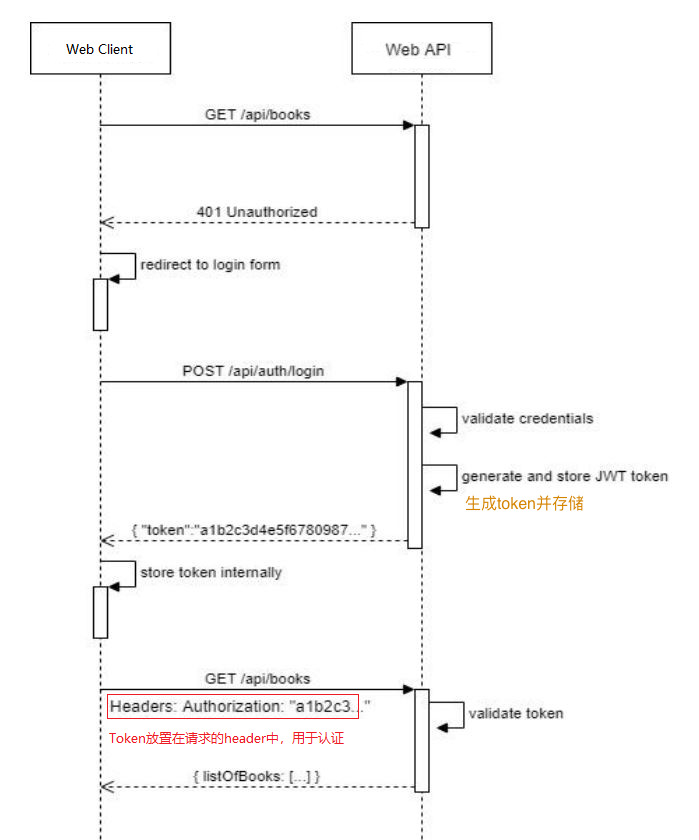 Web Client
Web API
GET /api/books
401 Unauthorized
redirect to login form
POST /api/auth/login
validate credentials
generate and store JWT token
生成token并存储
{ "token":"a1b2c3d4e5f6780987..." }
store token internally
GET /api/books
Headers: Authorization: "a1b2c3..."
validate token
Token放置在请求的header中，用于认证
{ listOfBooks: [...] }